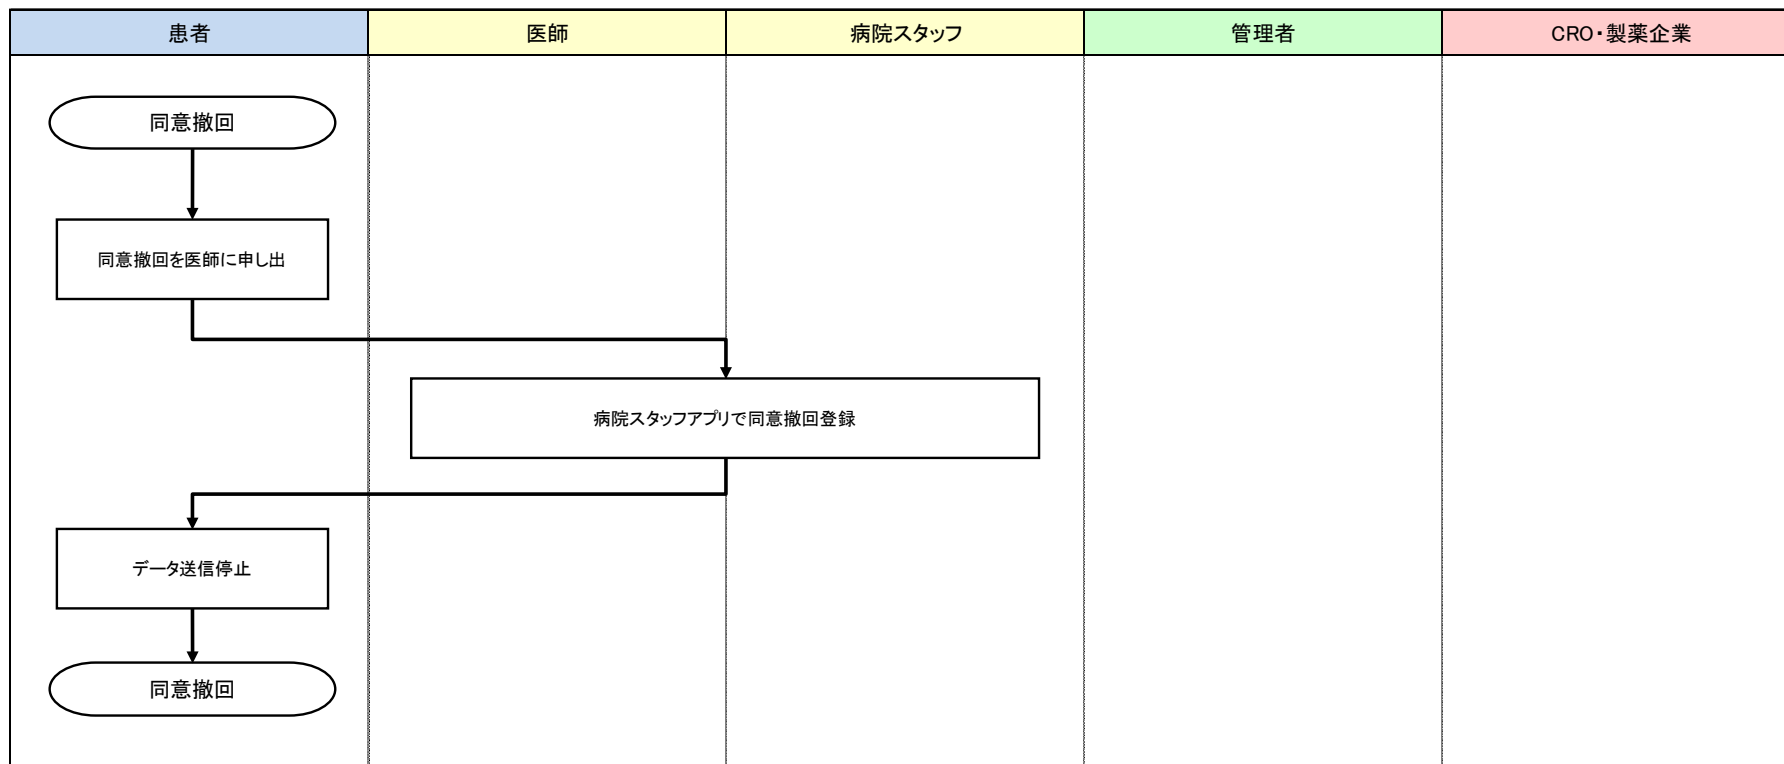 患者
医師
病院スタッフ
管理者
CRO・製薬企業
同意撤回
同意撤回を医師に申し出
病院スタッフアプリで同意撤回登録
データ送信停止
同意撤回